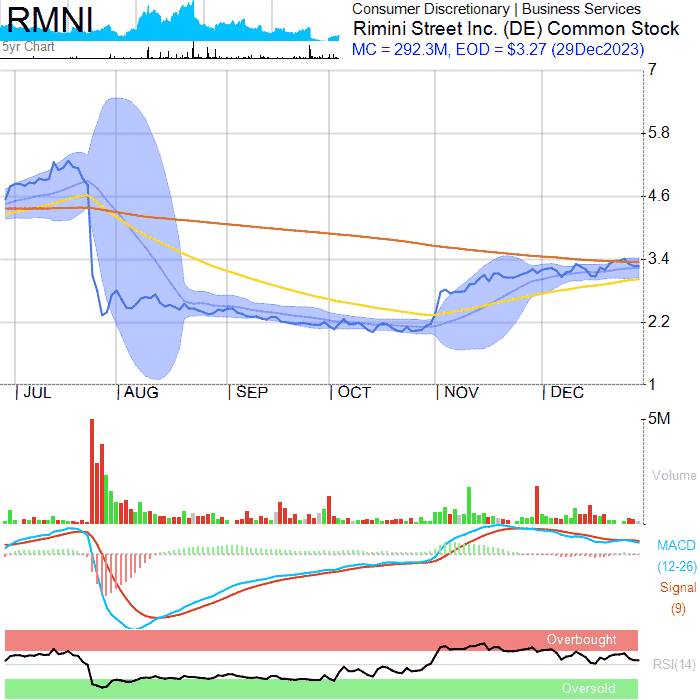 RMNI
5yr Chart
Consumer Discretionary | Business Services
Rimini Street Inc. (DE) Common Stock
MC = 292.3M, EOD = $3.27 (29Dec2023)
7
5.8
4.6
3.4
2.2
1
JUL AUG SEP OCT NOV DEC
5M
Volume
MACD
(12-26)
Signal
(9)
Overbought
RSI(14)
Oversold